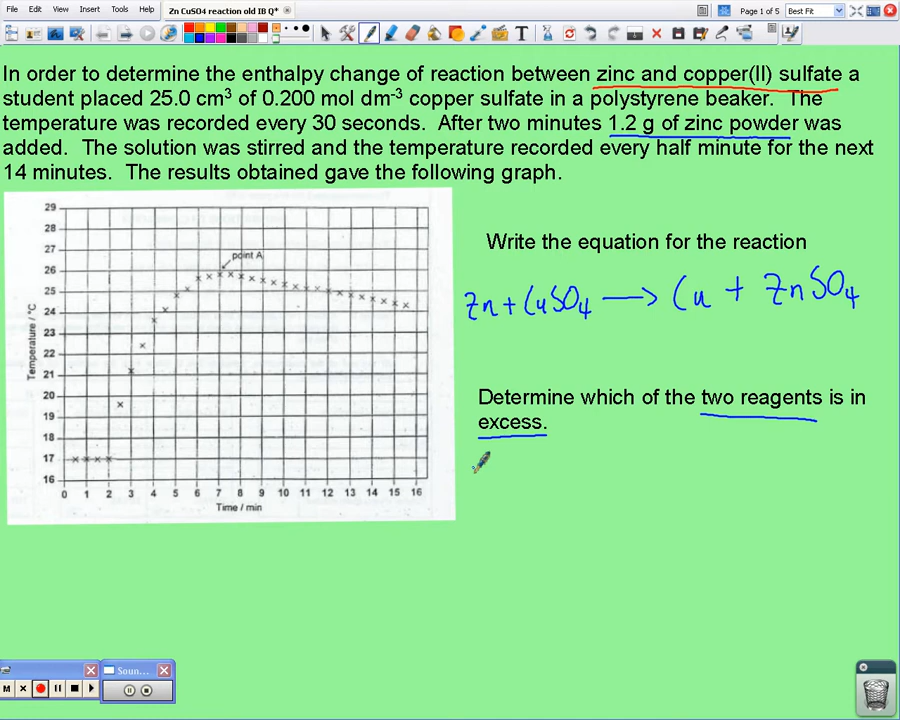 File Edit View Insert Tools Help Zn CuSO4 reaction old IB Q* Page 1 of 5 Best Fit
In order to determine the enthalpy change of reaction between zinc and copper(II) sulfate a
student placed 25.0 cm³ of 0.200 mol dm⁻³ copper sulfate in a polystyrene beaker. The
temperature was recorded every 30 seconds. After two minutes 1.2 g of zinc powder was
added. The solution was stirred and the temperature recorded every half minute for the next
14 minutes. The results obtained gave the following graph.
29
28
27
26
25
24
23
22
21
20
19
18
17
16
Temperature / °C
point A
0 1 2 3 4 5 6 7 8 9 10 11 12 13 14 15 16
Time / min
Write the equation for the reaction
Zn + CuSO₄ → Cu + ZnSO₄
Determine which of the two reagents is in
excess.
Soun...
M